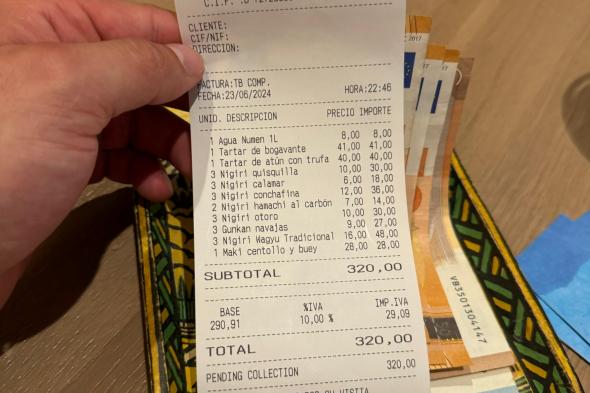 CLIENTE:
CIF/NIF:
DIRECCION:
FACTURA:TB COMP.
FECHA:23/06/2024 HORA:22:46
UNID. DESCRIPCION PRECIO IMPORTE
1 Agua Numen 1L 8,00 8,00
1 Tartar de bogavante 41,00 41,00
1 Tartar de atún con trufa 40,00 40,00
3 Nigiri quisquilla 10,00 30,00
3 Nigiri calamar 6,00 18,00
3 Nigiri conchafina 12,00 36,00
2 Nigiri hamachi al carbón 7,00 14,00
3 Nigiri otoro 10,00 30,00
3 Gunkan navajas 9,00 27,00
3 Nigiri Wagyu Tradicional 16,00 48,00
1 Maki centollo y buey 28,00 28,00
SUBTOTAL 320,00
BASE %IVA IMP.IVA
290,91 10,00 % 29,09
TOTAL 320,00
PENDING COLLECTION 320,00
SU VISITA
2017
VB3501304147